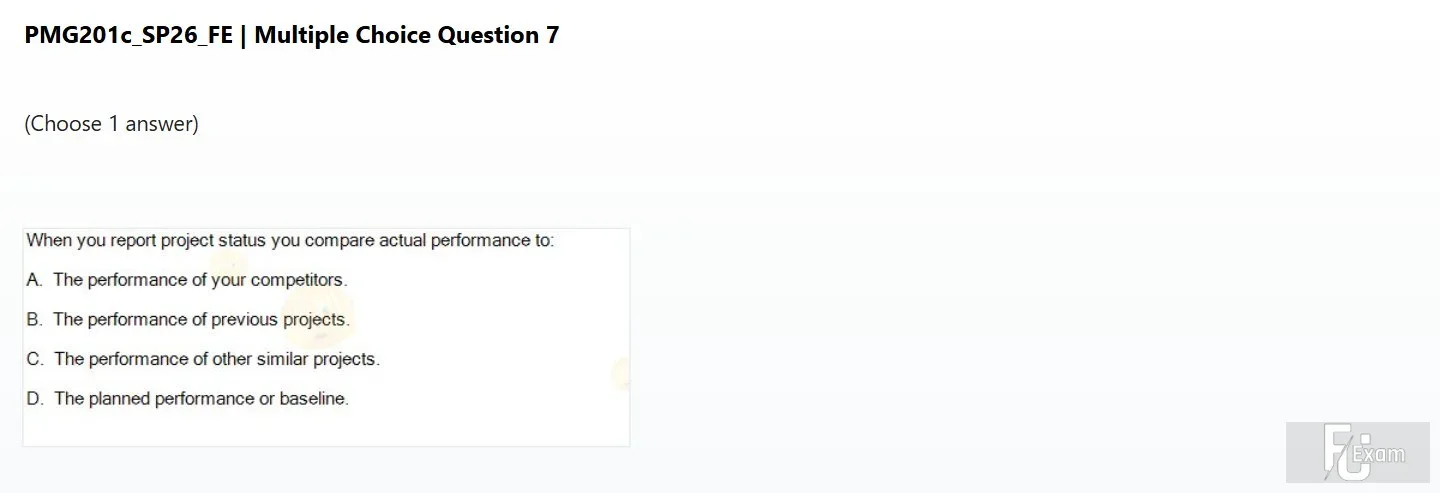 PMG201c_SP26_FE | Multiple Choice Question 7
(Choose 1 answer)
When you report project status you compare actual performance to:
A. The performance of your competitors.
B. The performance of previous projects.
C. The performance of other similar projects.
D. The planned performance or baseline.
FU Exam